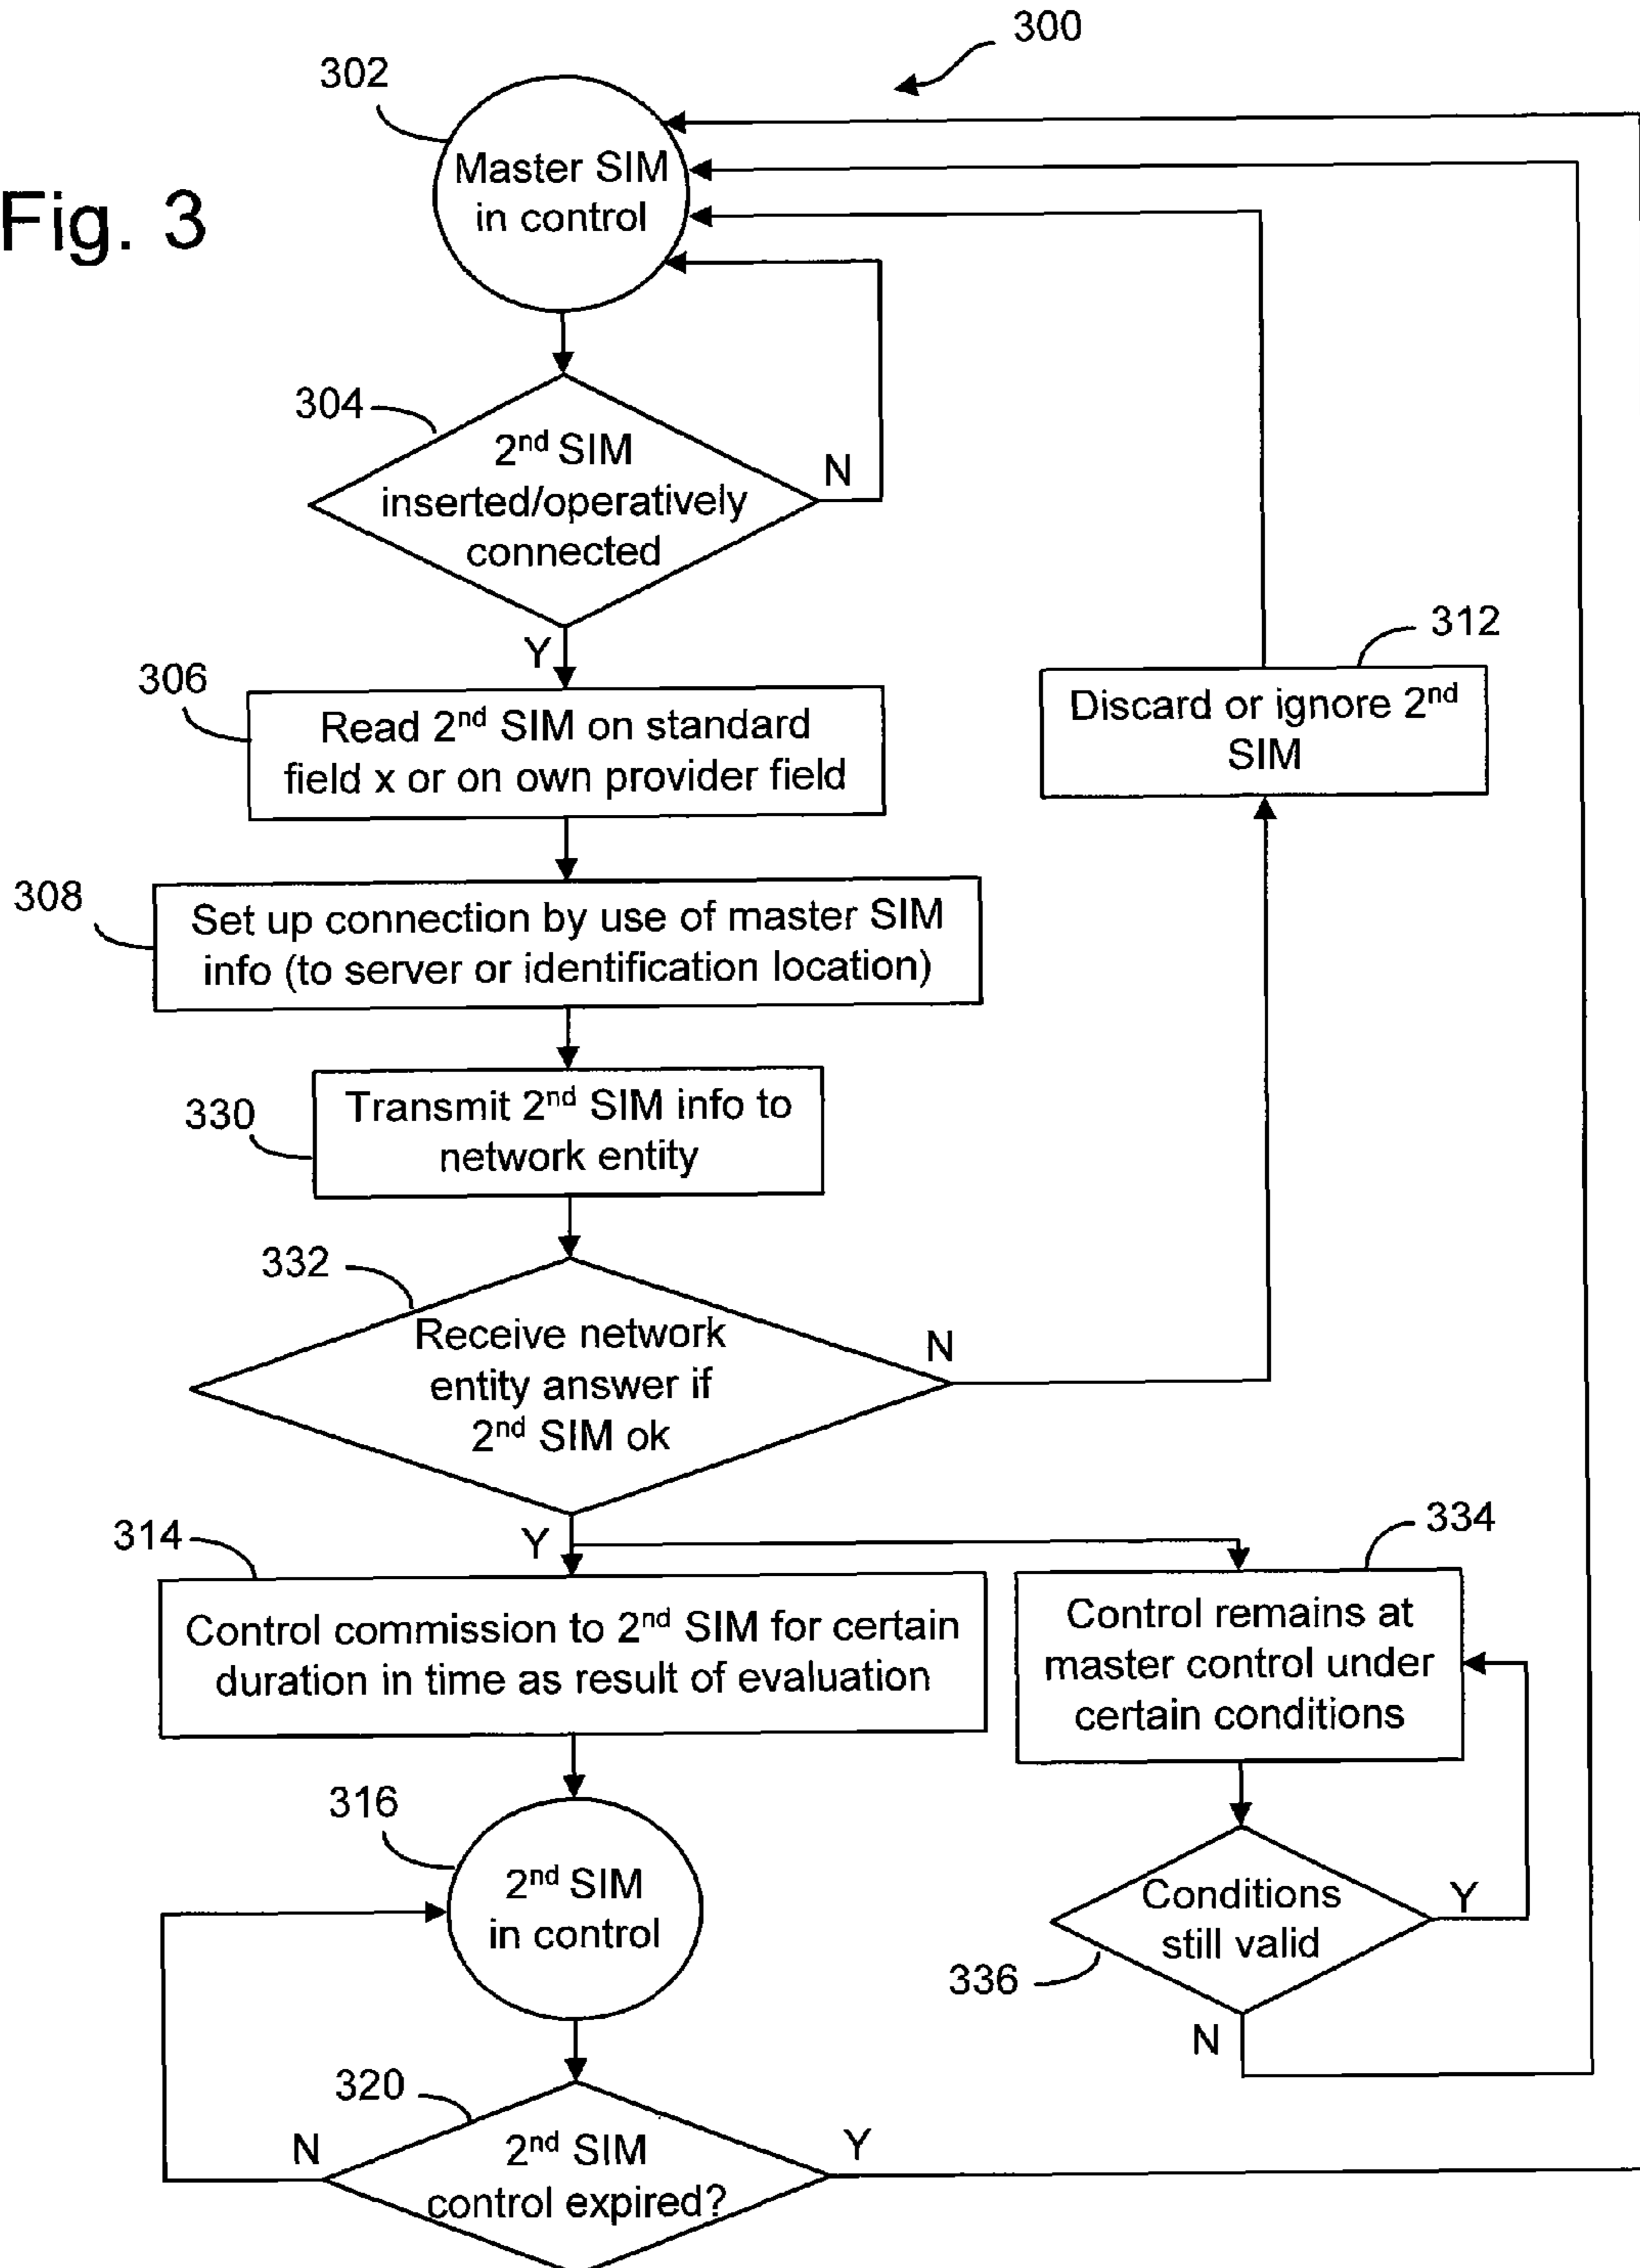 300
302
Master SIM
in control
Fig. 3
304
2nd SIM
inserted/operatively
connected
N
Y
306
Read 2nd SIM on standard
field x or on own provider field
312
Discard or ignore 2nd
SIM
308
Set up connection by use of master SIM
info (to server or identification location)
330
Transmit 2nd SIM info to
network entity
332
Receive network
entity answer if
2nd SIM ok
N
Y
314
Control commission to 2nd SIM for certain
duration in time as result of evaluation
334
Control remains at
master control under
certain conditions
316
2nd SIM
in control
Conditions
still valid
Y
336
N
320
2nd SIM
control expired?
N
Y